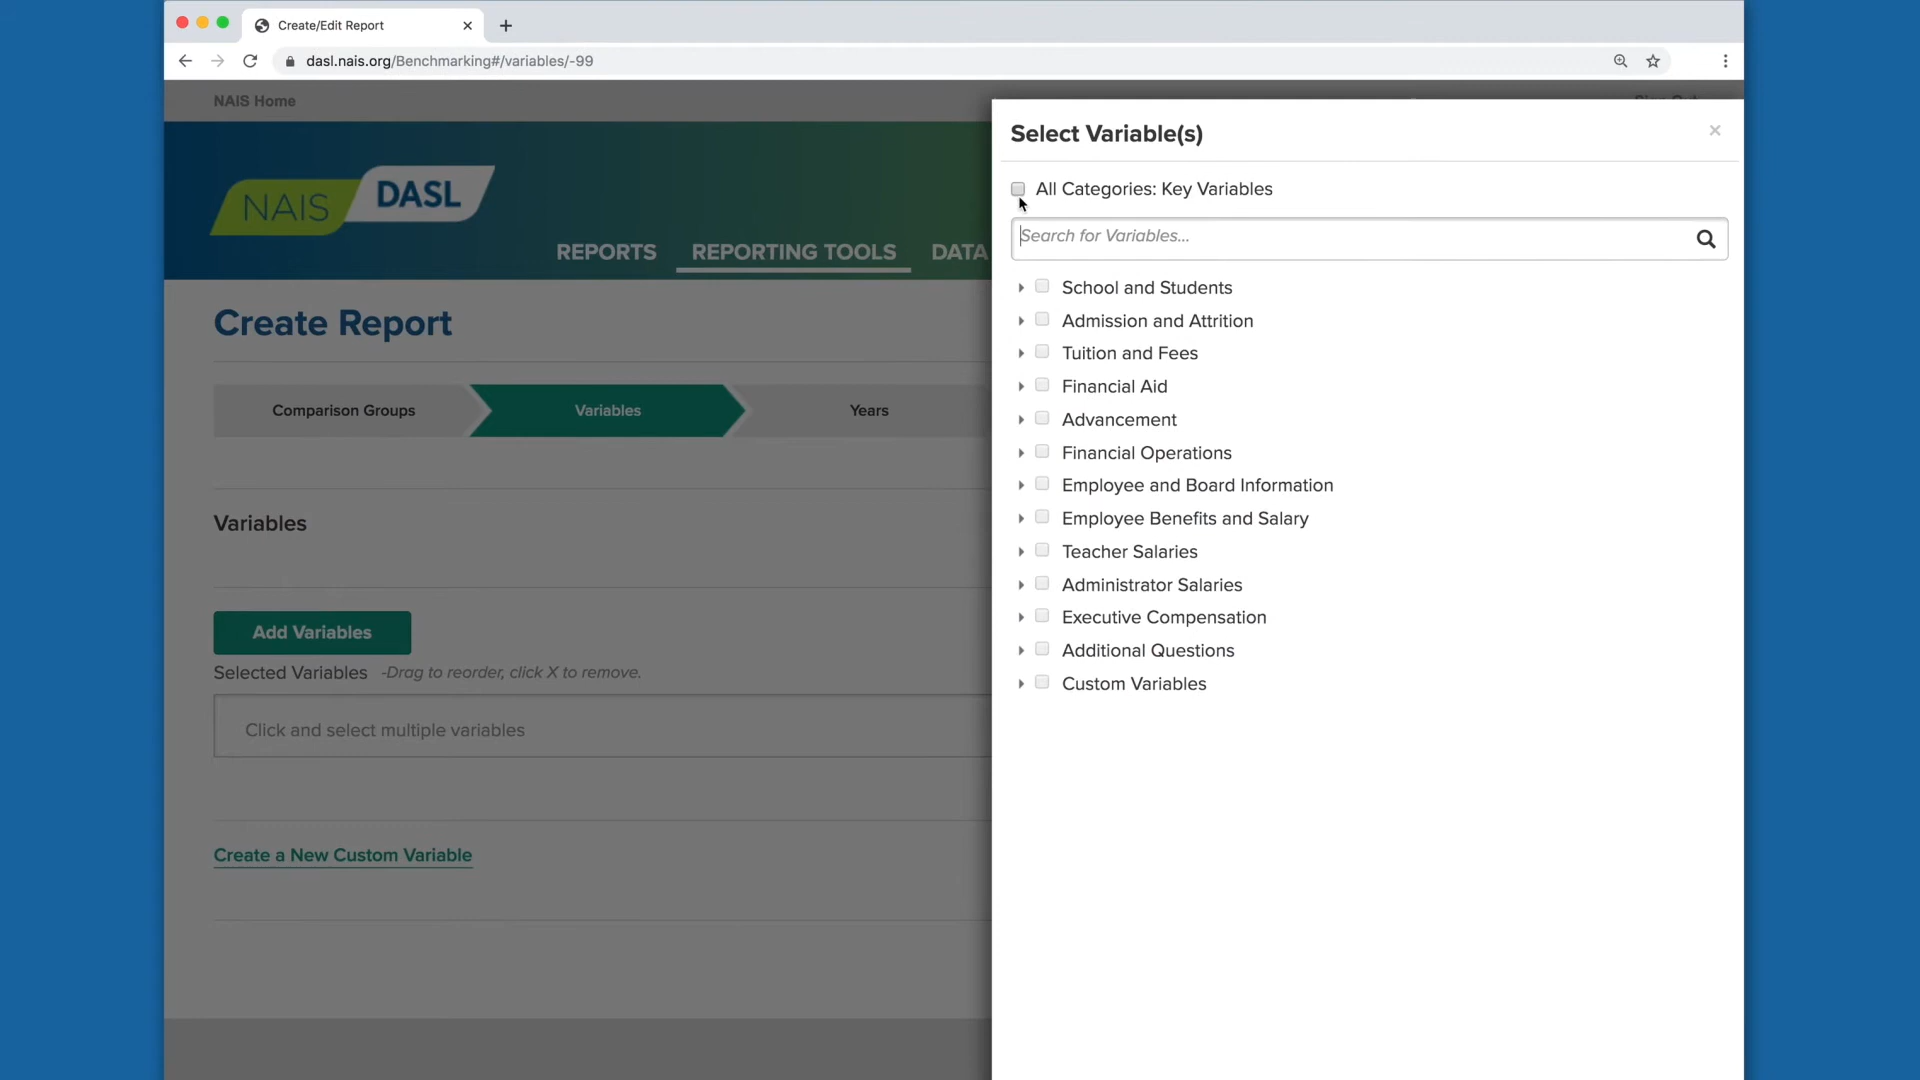 Create/Edit Report
dasl.nais.org/Benchmarking#/variables/-99
NAIS Home
NAIS DASL
REPORTS REPORTING TOOLS DATA
Create Report
Comparison Groups Variables Years
Variables
Add Variables
Selected Variables -Drag to reorder, click X to remove.
Click and select multiple variables
Create a New Custom Variable
Select Variable(s)
All Categories: Key Variables
Search for Variables...
School and Students
Admission and Attrition
Tuition and Fees
Financial Aid
Advancement
Financial Operations
Employee and Board Information
Employee Benefits and Salary
Teacher Salaries
Administrator Salaries
Executive Compensation
Additional Questions
Custom Variables